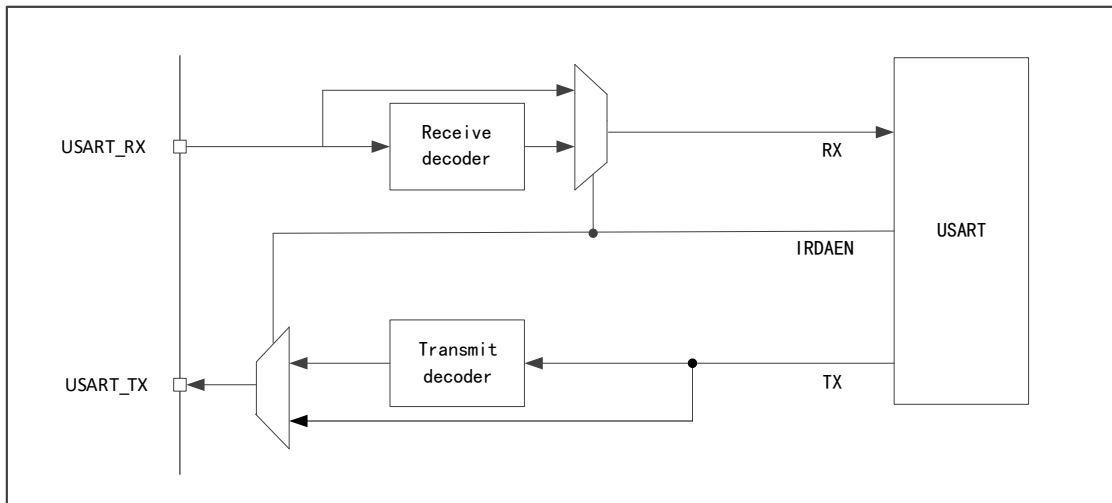 USART_RX
Receive
decoder
RX
USART
IRDAEN
USART_TX
Transmit
decoder
TX